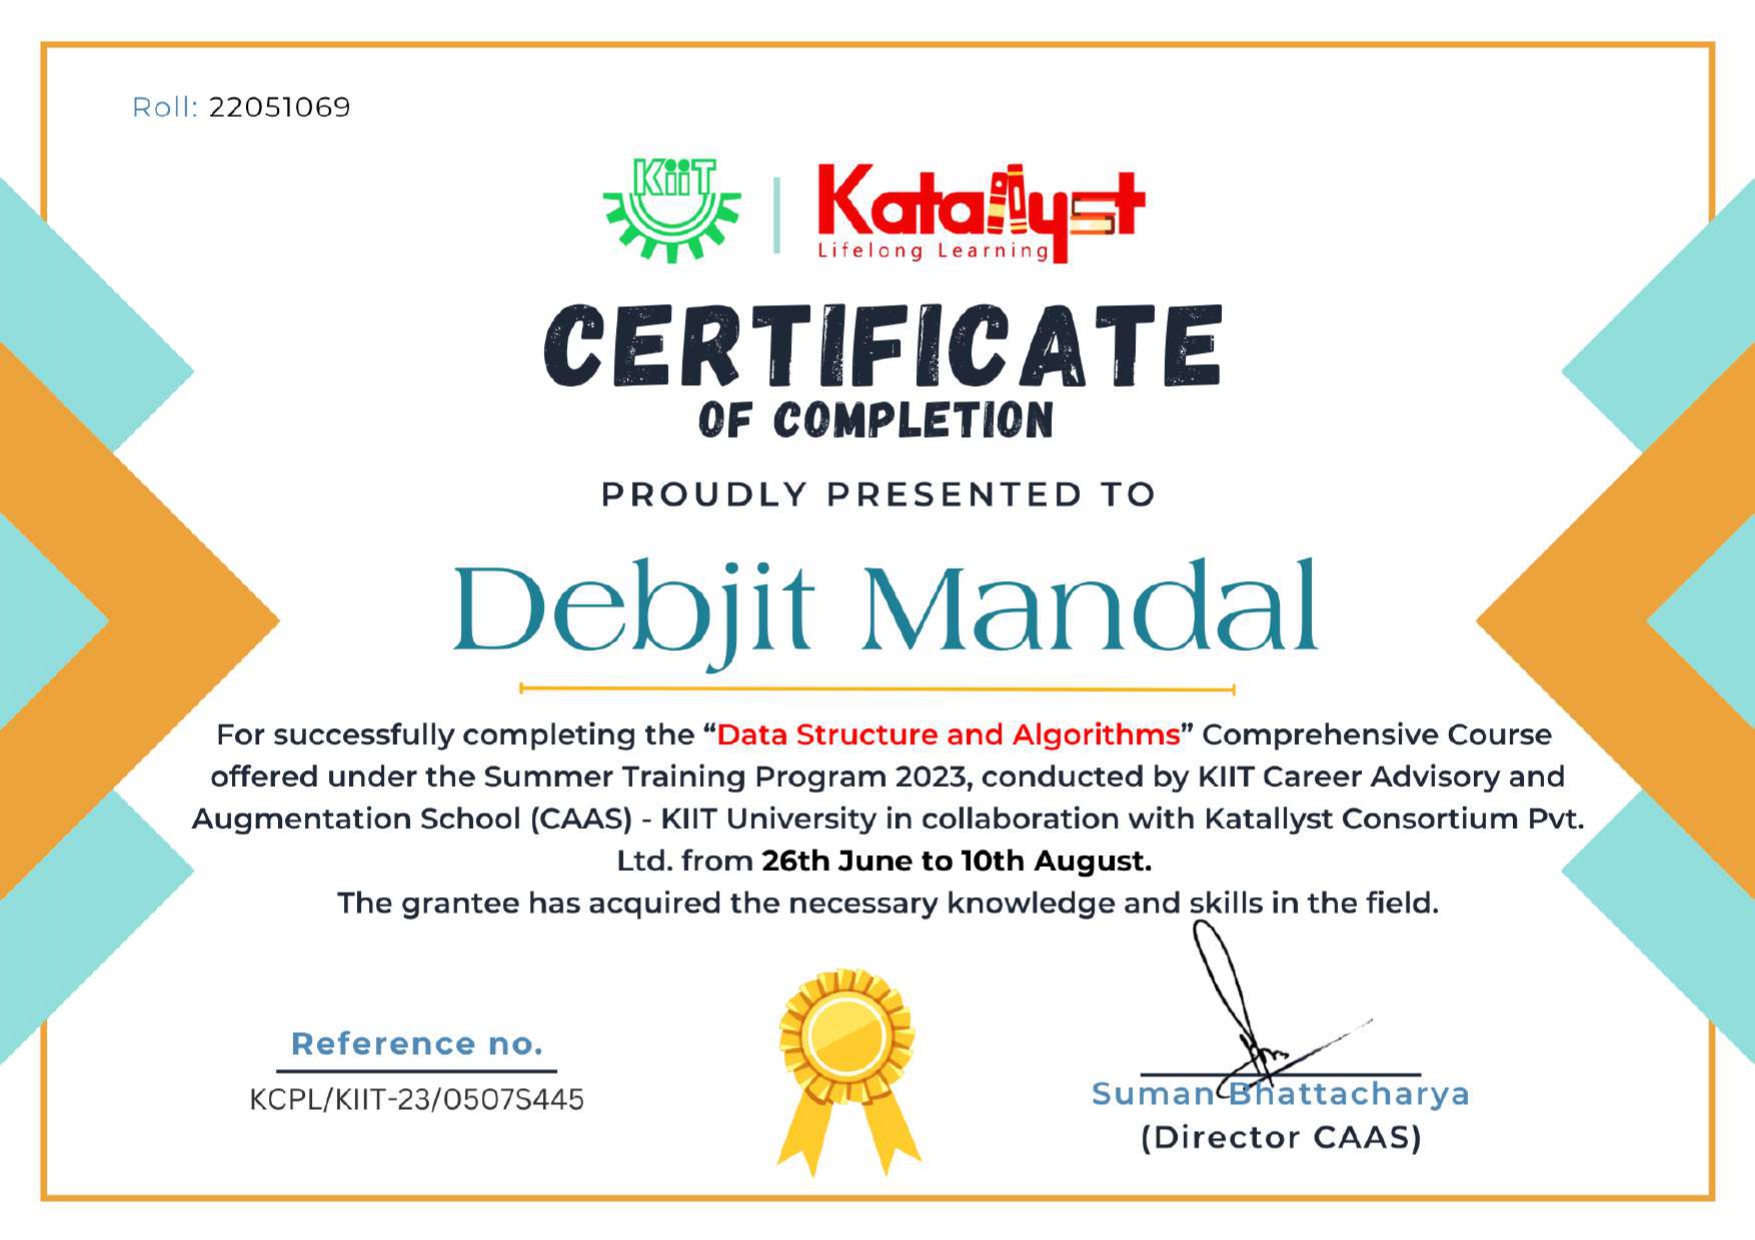 Roll: 22051069
KiiT
Katallyst
Lifelong Learning
CERTIFICATE
OF COMPLETION
PROUDLY PRESENTED TO
Debjit Mandal
For successfully completing the “Data Structure and Algorithms” Comprehensive Course
offered under the Summer Training Program 2023, conducted by KIIT Career Advisory and
Augmentation School (CAAS) - KIIT University in collaboration with Katallyst Consortium Pvt.
Ltd. from 26th June to 10th August.
The grantee has acquired the necessary knowledge and skills in the field.
Reference no.
KCPL/KIIT-23/0507S445
Suman Bhattacharya
(Director CAAS)